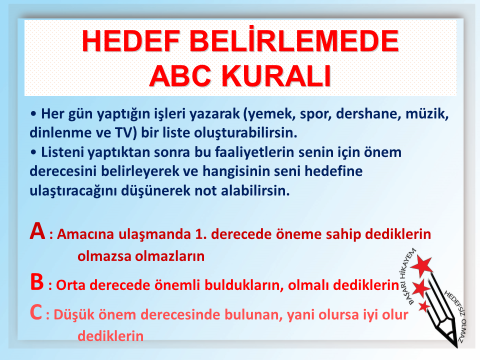 HEDEF BELİRLEMEDE
ABC KURALI
• Her gün yaptığın işleri yazarak (yemek, spor, dershane, müzik,
dinlenme ve TV) bir liste oluşturabilirsin.
• Listeni yaptıktan sonra bu faaliyetlerin senin için önem
derecesini belirleyerek ve hangisinin seni hedefine
ulaştıracağını düşünerek not alabilirsin.
A : Amacına ulaşmanda 1. derecede öneme sahip dediklerin
olmazsa olmazların
B : Orta derecede önemli buldukların, olmalı dediklerin
C : Düşük önem derecesinde bulunan, yani olursa iyi olur
dediklerin
BAŞARI HİKAYEM
HEDEFSİZ OLMAZ